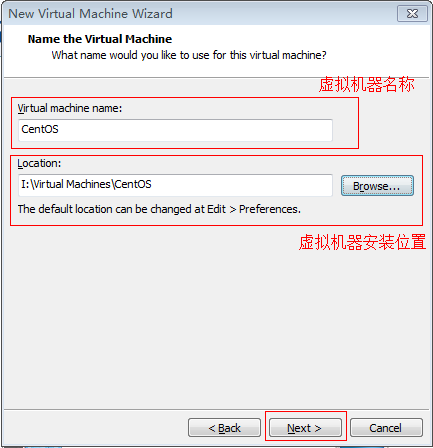 New Virtual Machine Wizard
Name the Virtual Machine
What name would you like to use for this virtual machine?
虚拟机器名称
Virtual machine name:
CentOS
Location:
I:\Virtual Machines\CentOS
Browse...
The default location can be changed at Edit > Preferences.
虚拟机器安装位置
< Back
Next >
Cancel